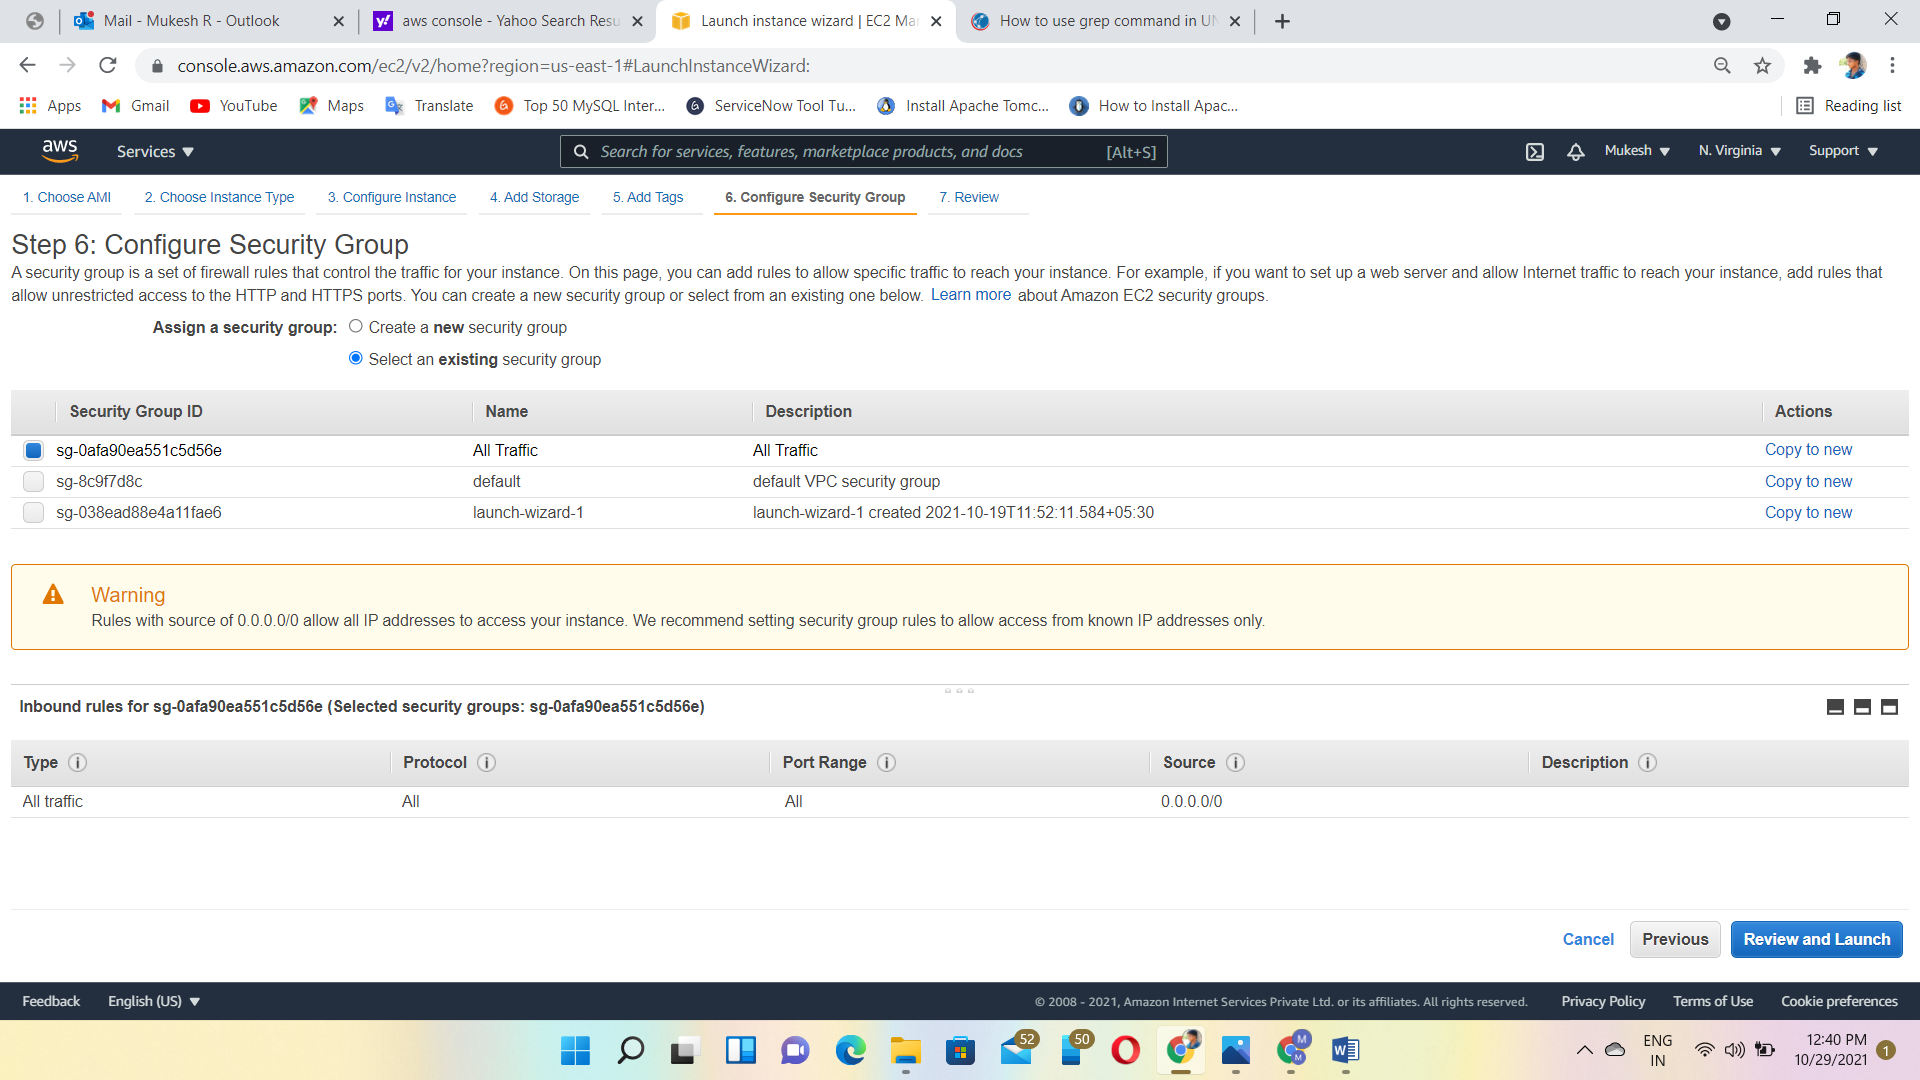 Mail - Mukesh R - Outlook
aws console - Yahoo Search Resu
Launch instance wizard | EC2 Ma
How to use grep command in UN
console.aws.amazon.com/ec2/v2/home?region=us-east-1#LaunchInstanceWizard:
Apps Gmail YouTube Maps Translate Top 50 MySQL Inter... ServiceNow Tool Tu... Install Apache Tomc... How to Install Apac... Reading list
aws Services Search for services, features, marketplace products, and docs [Alt+S] Mukesh N. Virginia Support
1. Choose AMI 2. Choose Instance Type 3. Configure Instance 4. Add Storage 5. Add Tags 6. Configure Security Group 7. Review
Step 6: Configure Security Group
A security group is a set of firewall rules that control the traffic for your instance. On this page, you can add rules to allow specific traffic to reach your instance. For example, if you want to set up a web server and allow Internet traffic to reach your instance, add rules that
allow unrestricted access to the HTTP and HTTPS ports. You can create a new security group or select from an existing one below. Learn more about Amazon EC2 security groups.
Assign a security group: Create a new security group
Select an existing security group
Security Group ID Name Description Actions
sg-0afa90ea551c5d56e All Traffic All Traffic Copy to new
sg-8c9f7d8c default default VPC security group Copy to new
sg-038ead88e4a11fae6 launch-wizard-1 launch-wizard-1 created 2021-10-19T11:52:11.584+05:30 Copy to new
Warning
Rules with source of 0.0.0.0/0 allow all IP addresses to access your instance. We recommend setting security group rules to allow access from known IP addresses only.
Inbound rules for sg-0afa90ea551c5d56e (Selected security groups: sg-0afa90ea551c5d56e)
Type Protocol Port Range Source Description
All traffic All All 0.0.0.0/0
Cancel Previous Review and Launch
Feedback English (US) © 2008 - 2021, Amazon Internet Services Private Ltd. or its affiliates. All rights reserved. Privacy Policy Terms of Use Cookie preferences
52 50 M M
ENG
IN
12:40 PM
10/29/2021
1